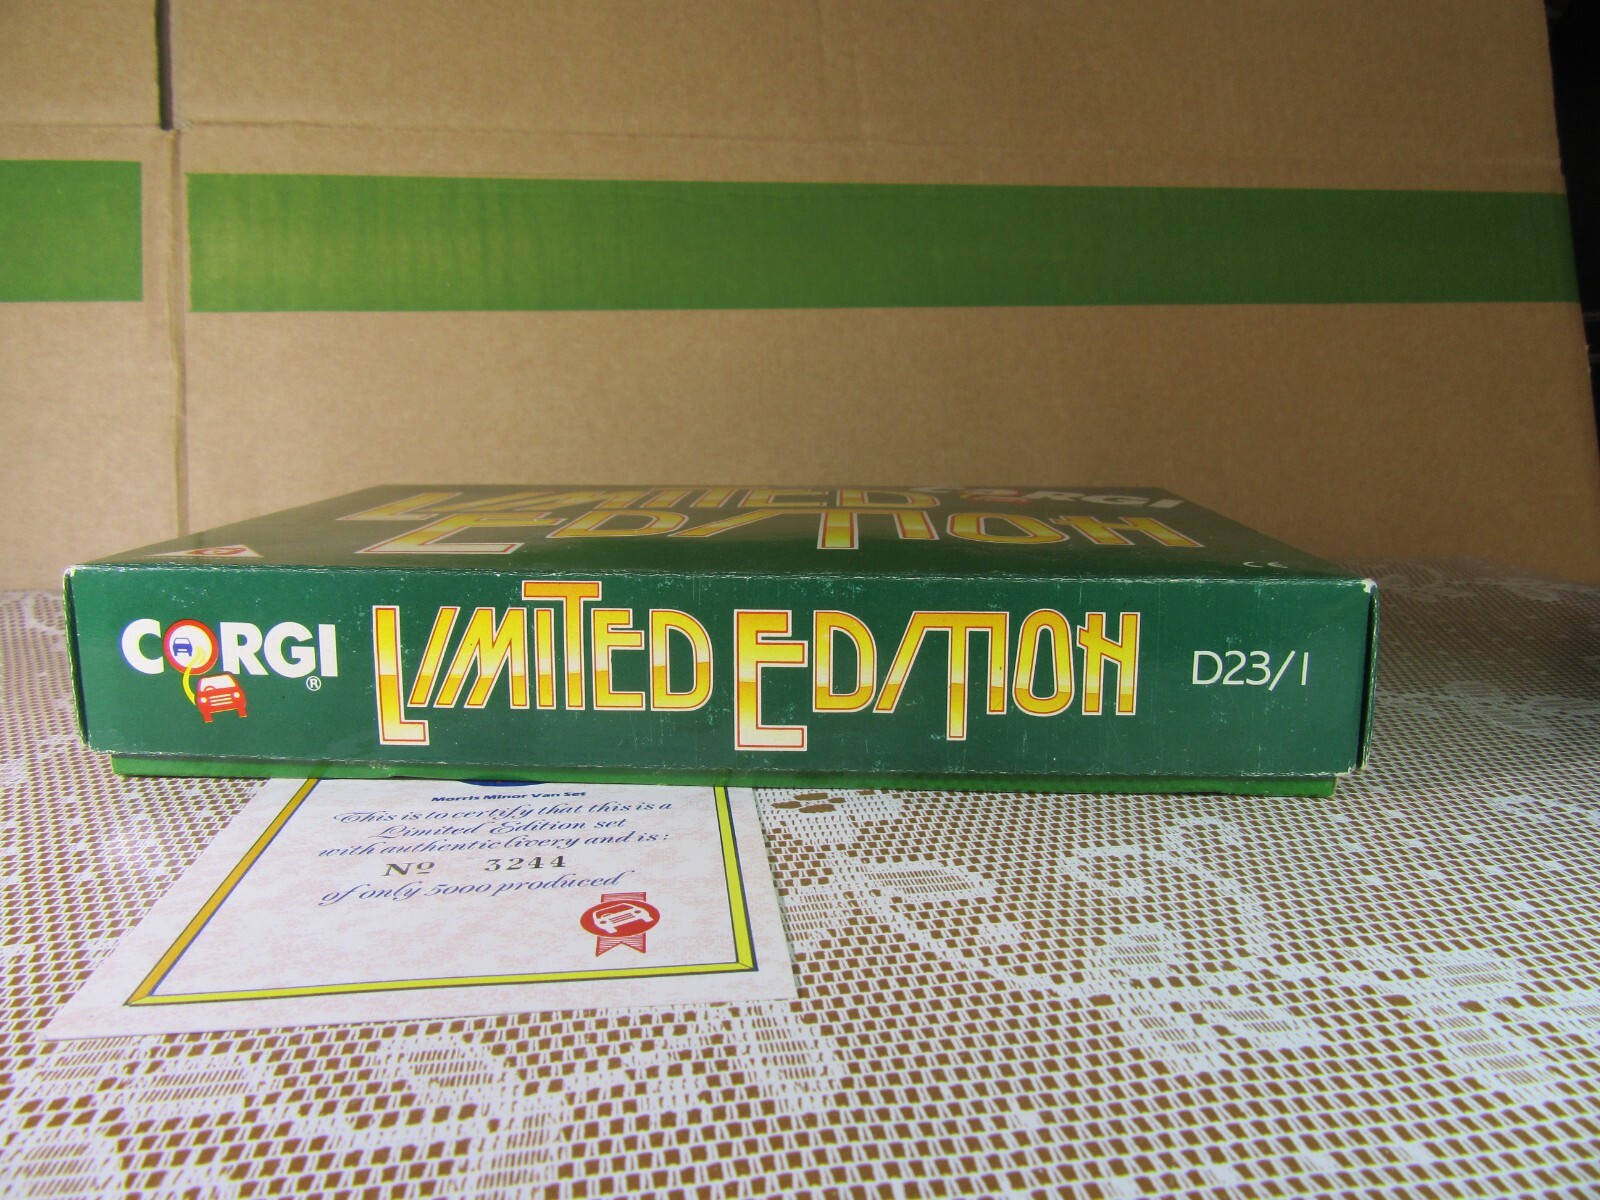 LIMITED
CORGI
EDITION
CE
CORGI ®
LIMITED EDITION
D23/1
Morris Minor Van Set
This is to certify that this is a
Limited Edition set
with authentic livery and is:
Nº 3244
of only 5000 produced